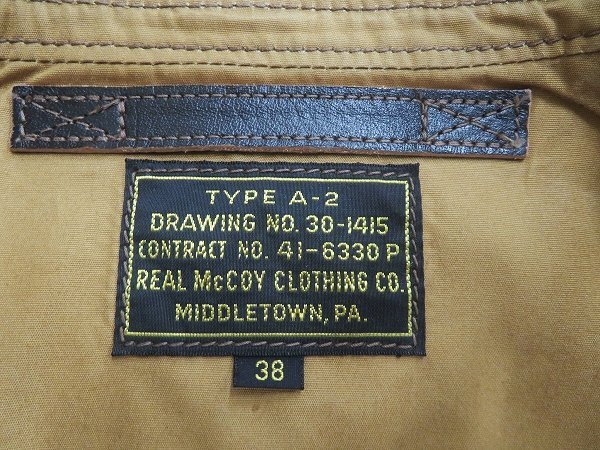 TYPE A-2
DRAWING NO. 30-1415
CONTRACT NO. 41-6330 P
REAL McCOY CLOTHING CO.
MIDDLETOWN, PA.
38